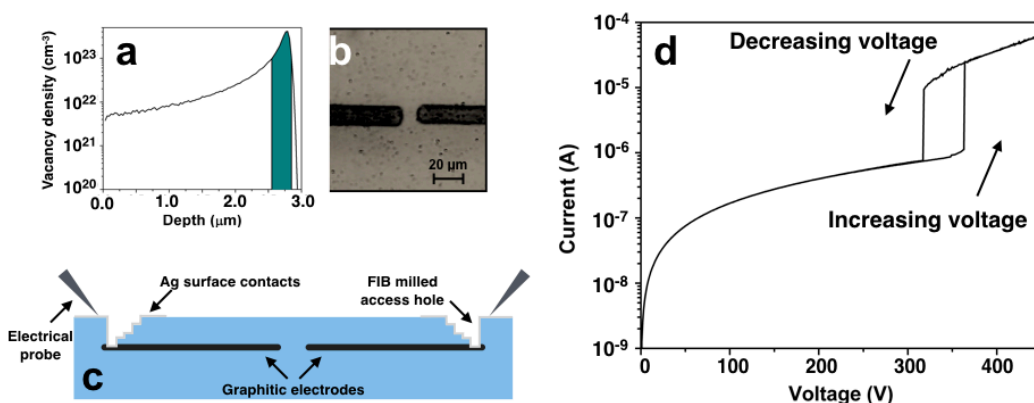 a
Vacancy density (cm⁻³)
10²³
10²²
10²¹
10²⁰
0.0
1.0
2.0
3.0
Depth (μm)
b
20 μm
Ag surface contacts
FIB milled
access hole
Electrical
probe
c
Graphitic electrodes
d
Current (A)
10⁻⁴
10⁻⁵
10⁻⁶
10⁻⁷
10⁻⁸
10⁻⁹
Decreasing voltage
Increasing voltage
0
100
200
300
400
Voltage (V)